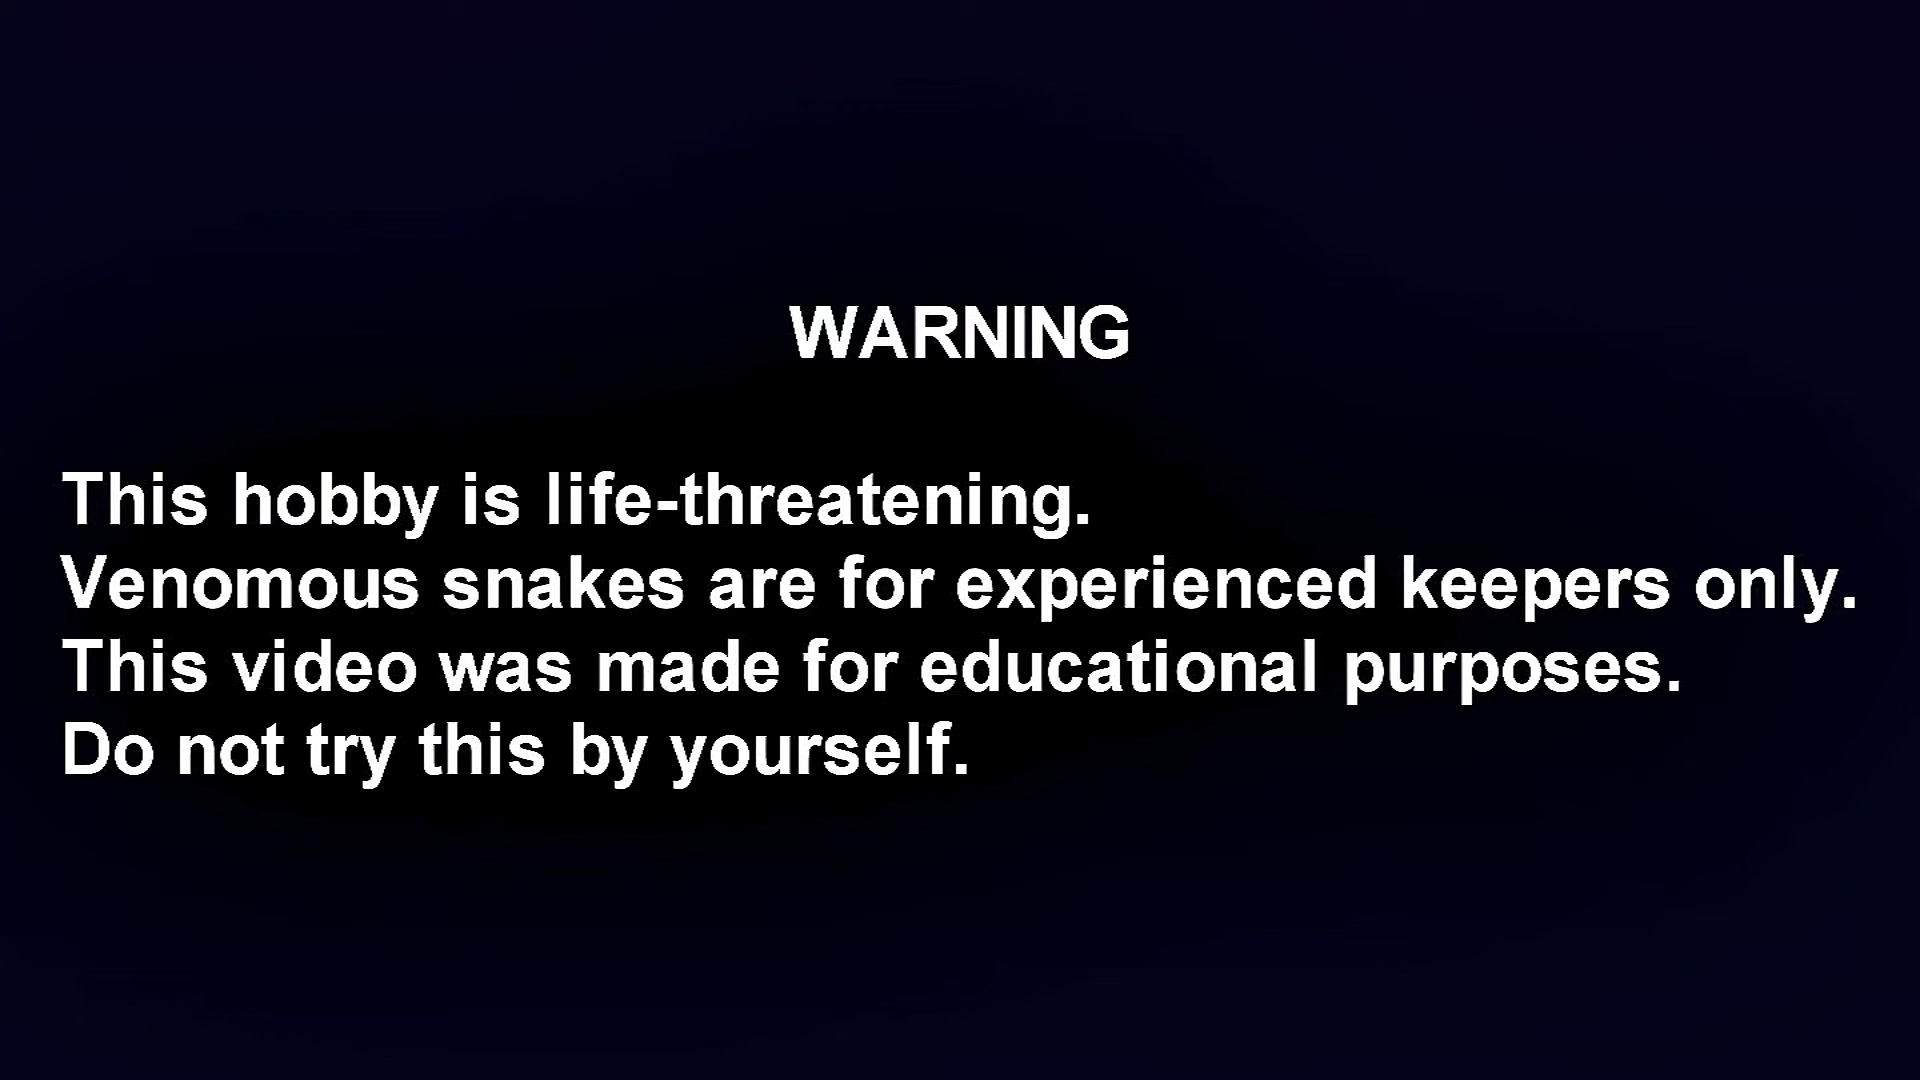 WARNING
This hobby is life-threatening.
Venomous snakes are for experienced keepers only.
This video was made for educational purposes.
Do not try this by yourself.